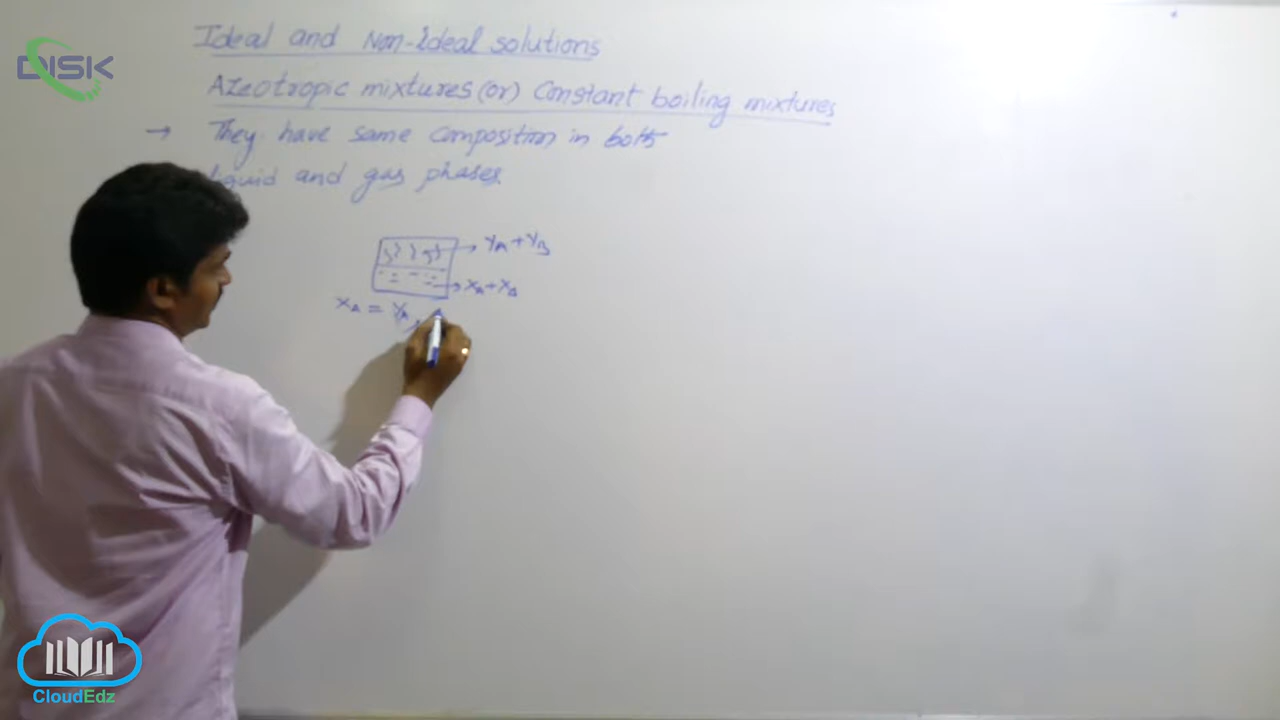 DISK
Ideal and Non-Ideal solutions
Azeotropic mixtures (or) Constant boiling mixtures
→ They have same composition in both
liquid and gas phases
→ YA + YB
→ XA + XB
XA = YA ,
CloudEdz